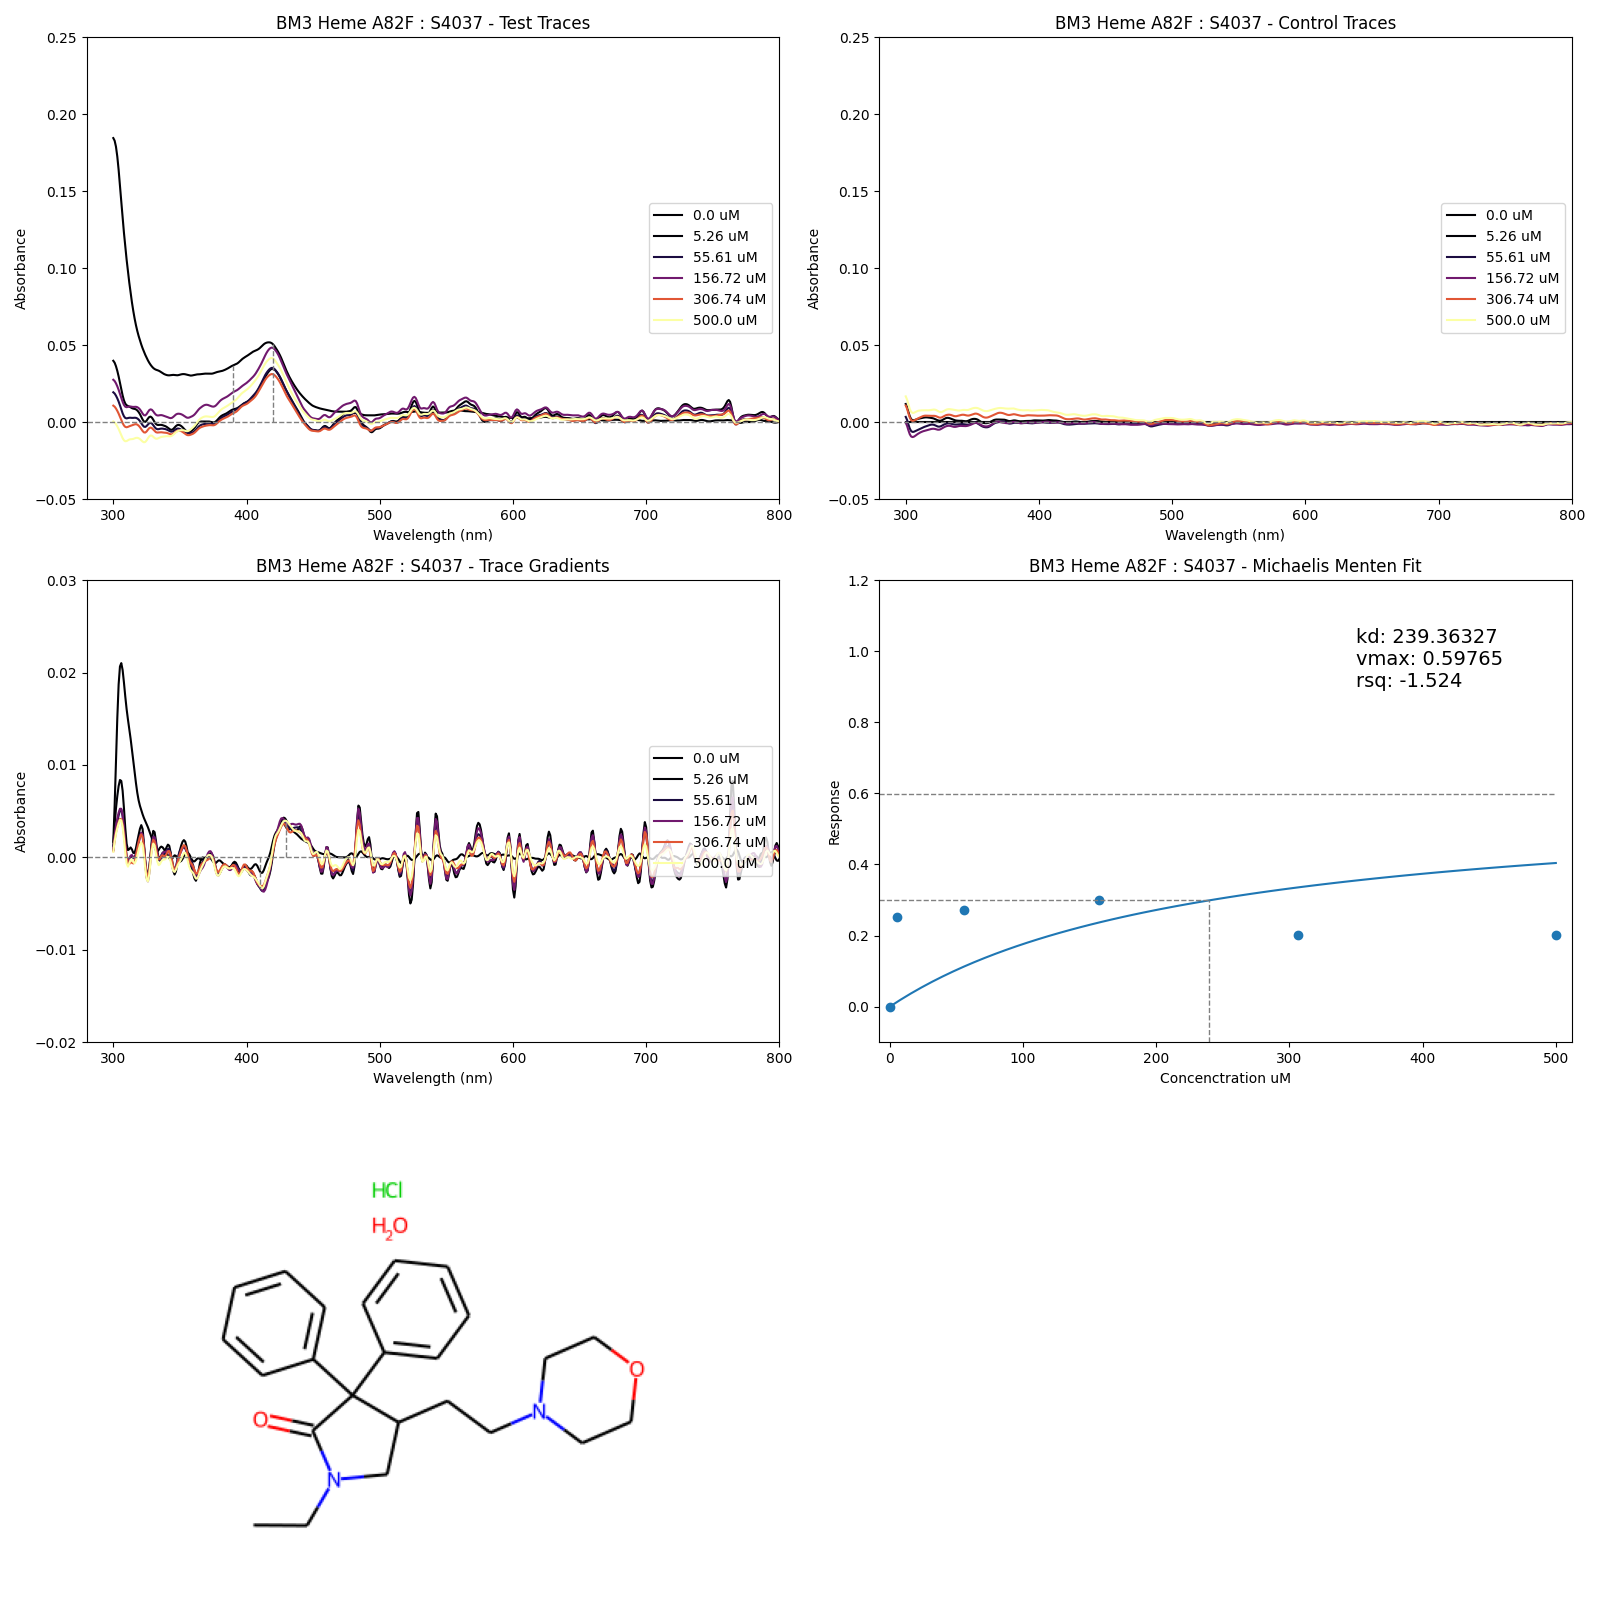 BM3 Heme A82F : S4037 - Test Traces
0.25
0.20
0.15
0.10
0.05
0.00
−0.05
Absorbance
300 400 500 600 700 800
Wavelength (nm)
0.0 uM
5.26 uM
55.61 uM
156.72 uM
306.74 uM
500.0 uM
BM3 Heme A82F : S4037 - Control Traces
0.25
0.20
0.15
0.10
0.05
0.00
−0.05
Absorbance
300 400 500 600 700 800
Wavelength (nm)
0.0 uM
5.26 uM
55.61 uM
156.72 uM
306.74 uM
500.0 uM
BM3 Heme A82F : S4037 - Trace Gradients
0.03
0.02
0.01
0.00
−0.01
−0.02
Absorbance
300 400 500 600 700 800
Wavelength (nm)
0.0 uM
5.26 uM
55.61 uM
156.72 uM
306.74 uM
500.0 uM
BM3 Heme A82F : S4037 - Michaelis Menten Fit
1.2
1.0
0.8
0.6
0.4
0.2
0.0
Response
kd: 239.36327
vmax: 0.59765
rsq: -1.524
0 100 200 300 400 500
Concenctration uM
HCl
H2O
O
N
O
N